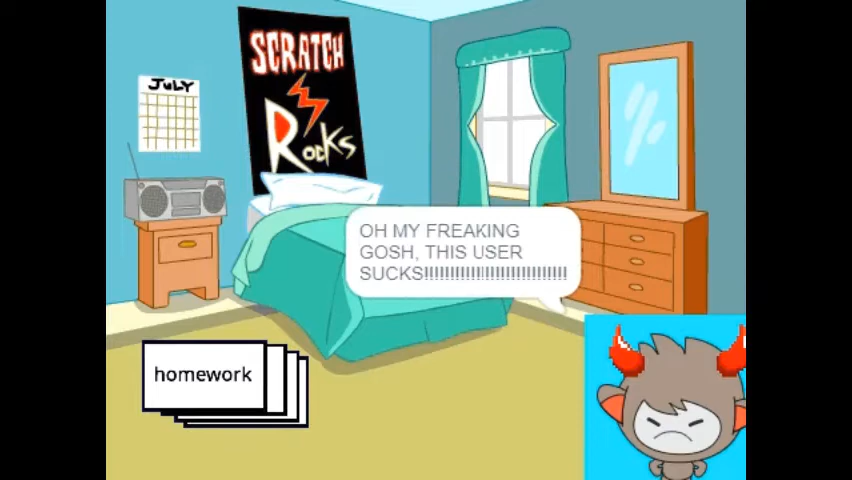 JULY
SCRATCH
ROCKS
OH MY FREAKING
GOSH, THIS USER
SUCKS!!!!!!!!!!!!!!!!!!!!!!!!!!!!!!!!
homework